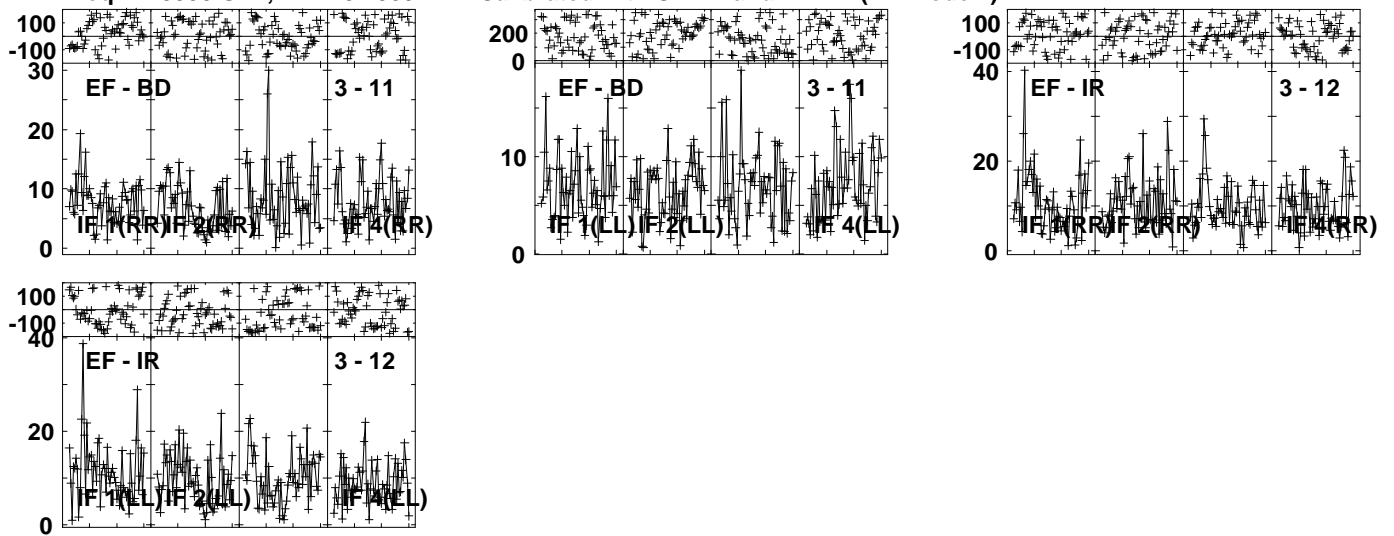 100
-100
30
20
10
0
EF - BD 3 - 11
IF 1(RR) IF 2(RR) IF 4(RR)
200
0
10
0
EF - BD 3 - 11
IF 1(LL) IF 2(LL) IF 4(LL)
100
-100
40
20
0
EF - IR 3 - 12
IF 1(RR) IF 2(RR) IF 4(RR)
100
-100
40
20
0
EF - IR 3 - 12
IF 1(LL) IF 2(LL) IF 4(LL)